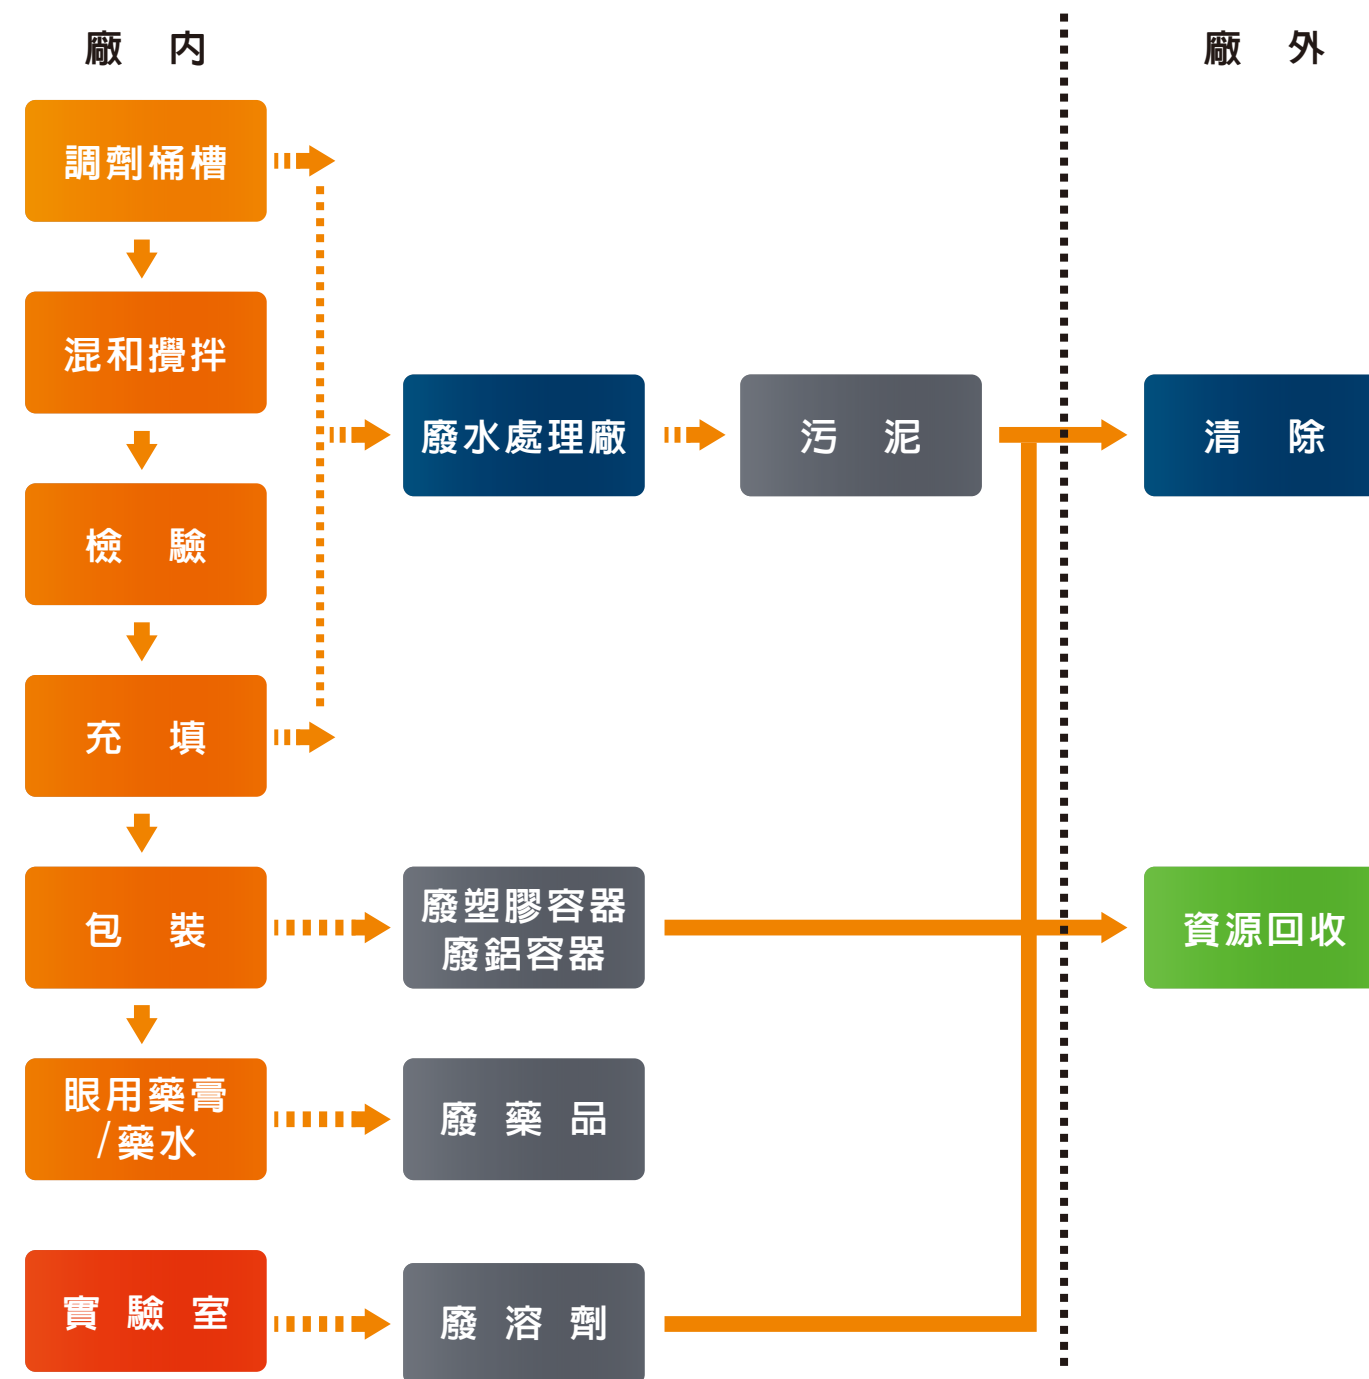 廠 內
廠 外
調劑桶槽
混和攪拌
檢 驗
充 填
包 裝
眼用藥膏
/藥水
實 驗 室
廢水處理廠
污 泥
清 除
廢塑膠容器
廢鋁容器
資源回收
廢 藥 品
廢 溶 劑